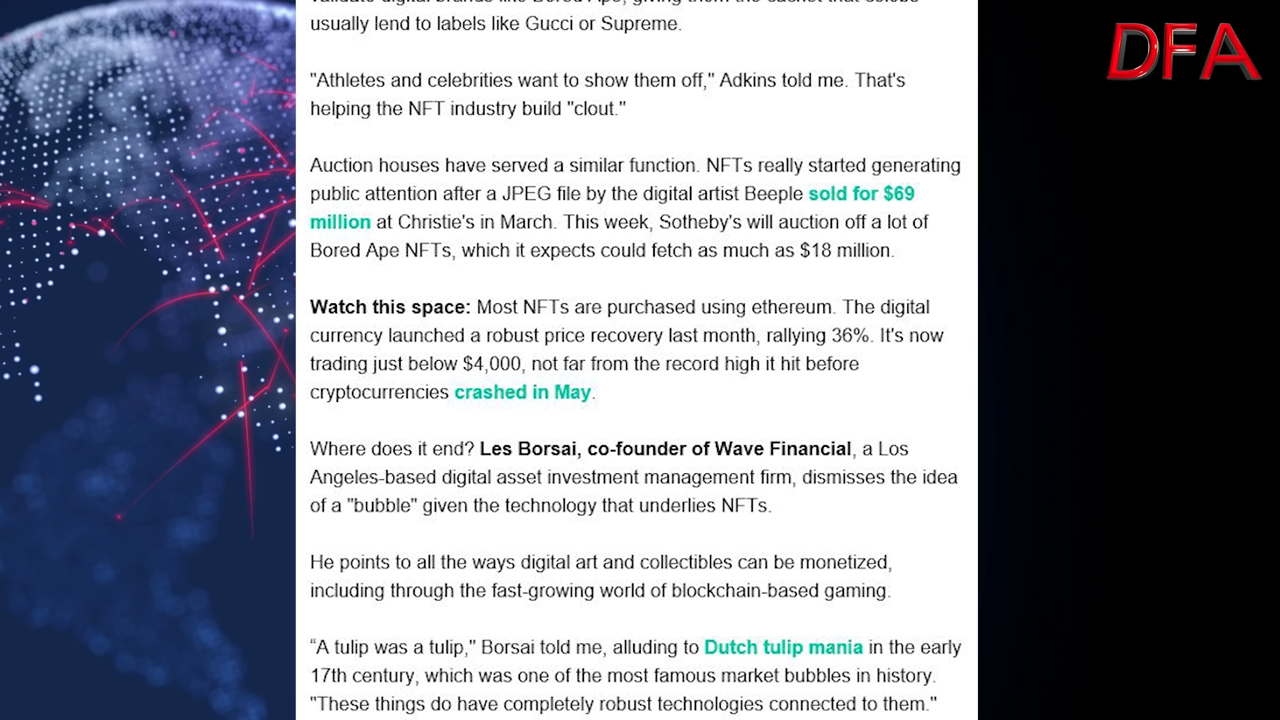 DFA
usually lend to labels like Gucci or Supreme.
"Athletes and celebrities want to show them off," Adkins told me. That's
helping the NFT industry build "clout."
Auction houses have served a similar function. NFTs really started generating
public attention after a JPEG file by the digital artist Beeple sold for $69
million at Christie's in March. This week, Sotheby's will auction off a lot of
Bored Ape NFTs, which it expects could fetch as much as $18 million.
Watch this space: Most NFTs are purchased using ethereum. The digital
currency launched a robust price recovery last month, rallying 36%. It's now
trading just below $4,000, not far from the record high it hit before
cryptocurrencies crashed in May.
Where does it end? Les Borsai, co-founder of Wave Financial, a Los
Angeles-based digital asset investment management firm, dismisses the idea
of a "bubble" given the technology that underlies NFTs.
He points to all the ways digital art and collectibles can be monetized,
including through the fast-growing world of blockchain-based gaming.
“A tulip was a tulip," Borsai told me, alluding to Dutch tulip mania in the early
17th century, which was one of the most famous market bubbles in history.
"These things do have completely robust technologies connected to them."